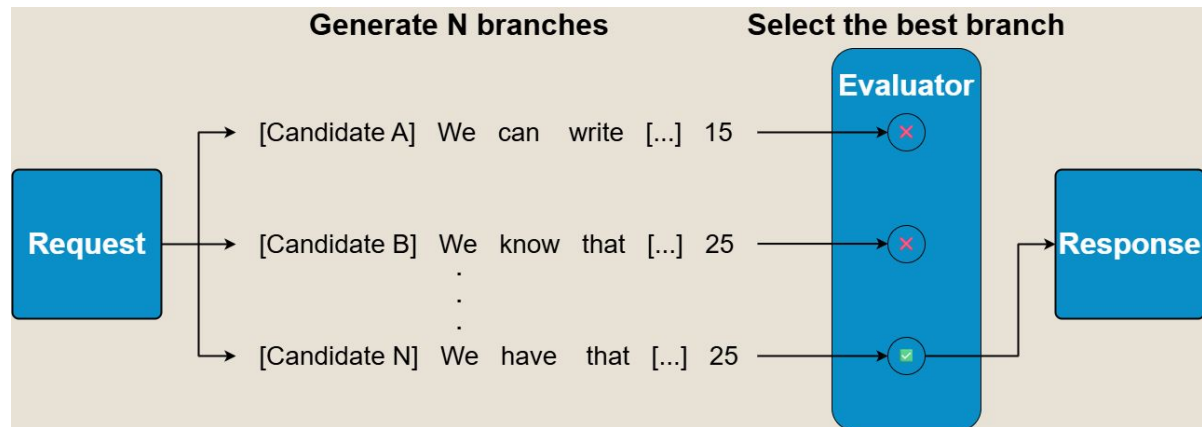 Generate N branches
Select the best branch
Evaluator
[Candidate A] We can write [...] 15
Request
[Candidate B] We know that [...] 25
Response
.
.
.
[Candidate N] We have that [...] 25